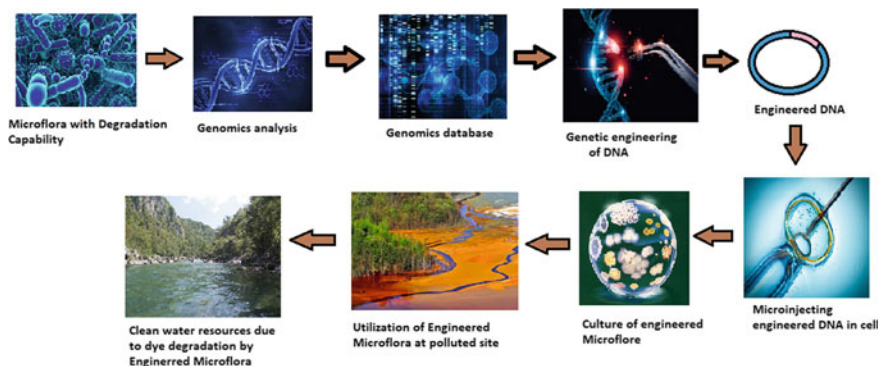 Microflora with Degradation
Capability
Genomics analysis
Genomics database
Genetic engineering
of DNA
Engineered DNA
Microinjecting
engineered DNA in cell
Culture of engineered
Microflore
Utilization of Engineered
Microflora at polluted site
Clean water resources due
to dye degradation by
Enginerred Microflora